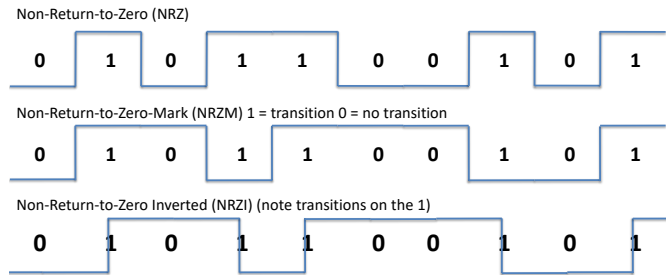 Non-Return-to-Zero (NRZ)
0 1 0 1 1 0 0 1 0 1
Non-Return-to-Zero-Mark (NRZM) 1 = transition 0 = no transition
0 1 0 1 1 0 0 1 0 1
Non-Return-to-Zero Inverted (NRZI) (note transitions on the 1)
0 1 0 1 1 0 0 1 0 1